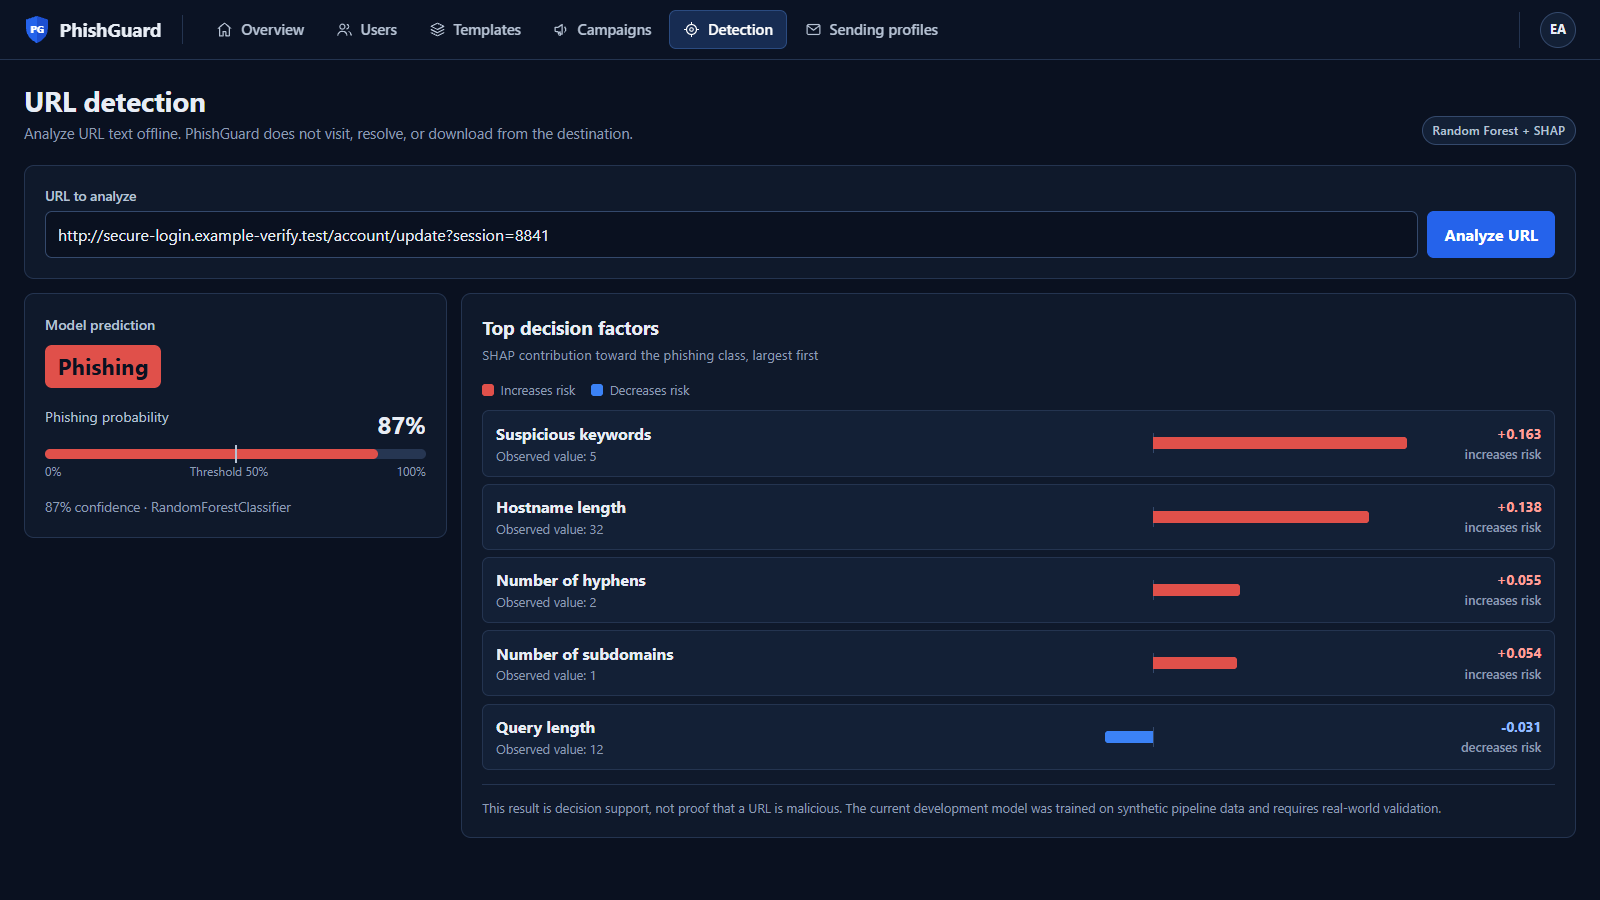 PG PhishGuard
Overview
Users
Templates
Campaigns
Detection
Sending profiles
EA
URL detection
Analyze URL text offline. PhishGuard does not visit, resolve, or download from the destination.
Random Forest + SHAP
URL to analyze
http://secure-login.example-verify.test/account/update?session=8841
Analyze URL
Model prediction
Phishing
Phishing probability
87%
0%
Threshold 50%
100%
87% confidence · RandomForestClassifier
Top decision factors
SHAP contribution toward the phishing class, largest first
Increases risk
Decreases risk
Suspicious keywords
Observed value: 5
+0.163
increases risk
Hostname length
Observed value: 32
+0.138
increases risk
Number of hyphens
Observed value: 2
+0.055
increases risk
Number of subdomains
Observed value: 1
+0.054
increases risk
Query length
Observed value: 12
-0.031
decreases risk
This result is decision support, not proof that a URL is malicious. The current development model was trained on synthetic pipeline data and requires real-world validation.